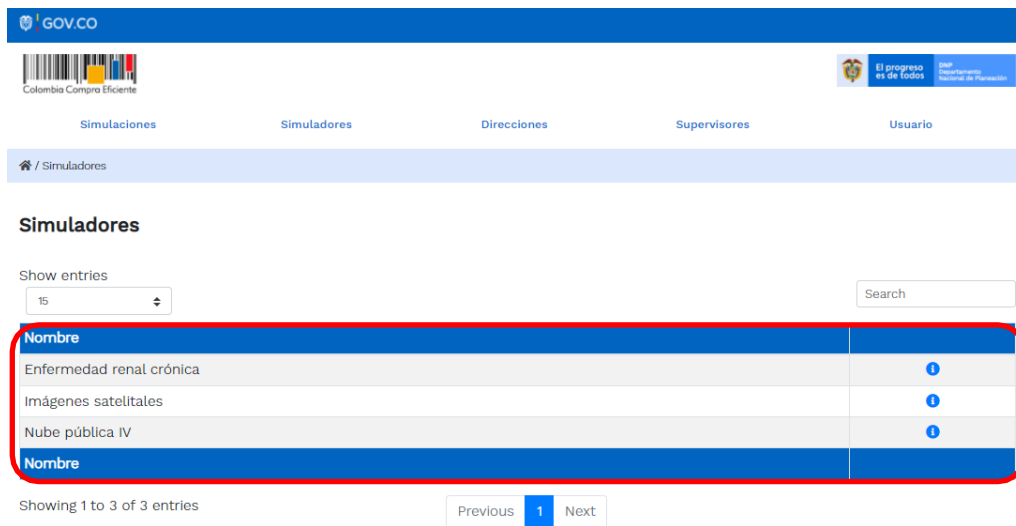 GOV.CO
Colombia Compra Eficiente
El progreso
es de todos
DNP
Departamento
Nacional de Planeación
Simulaciones Simuladores Direcciones Supervisores Usuario
/ Simuladores
Simuladores
Show entries
15
Search
Nombre
Enfermedad renal crónica
Imágenes satelitales
Nube pública IV
Nombre
Showing 1 to 3 of 3 entries
Previous 1 Next